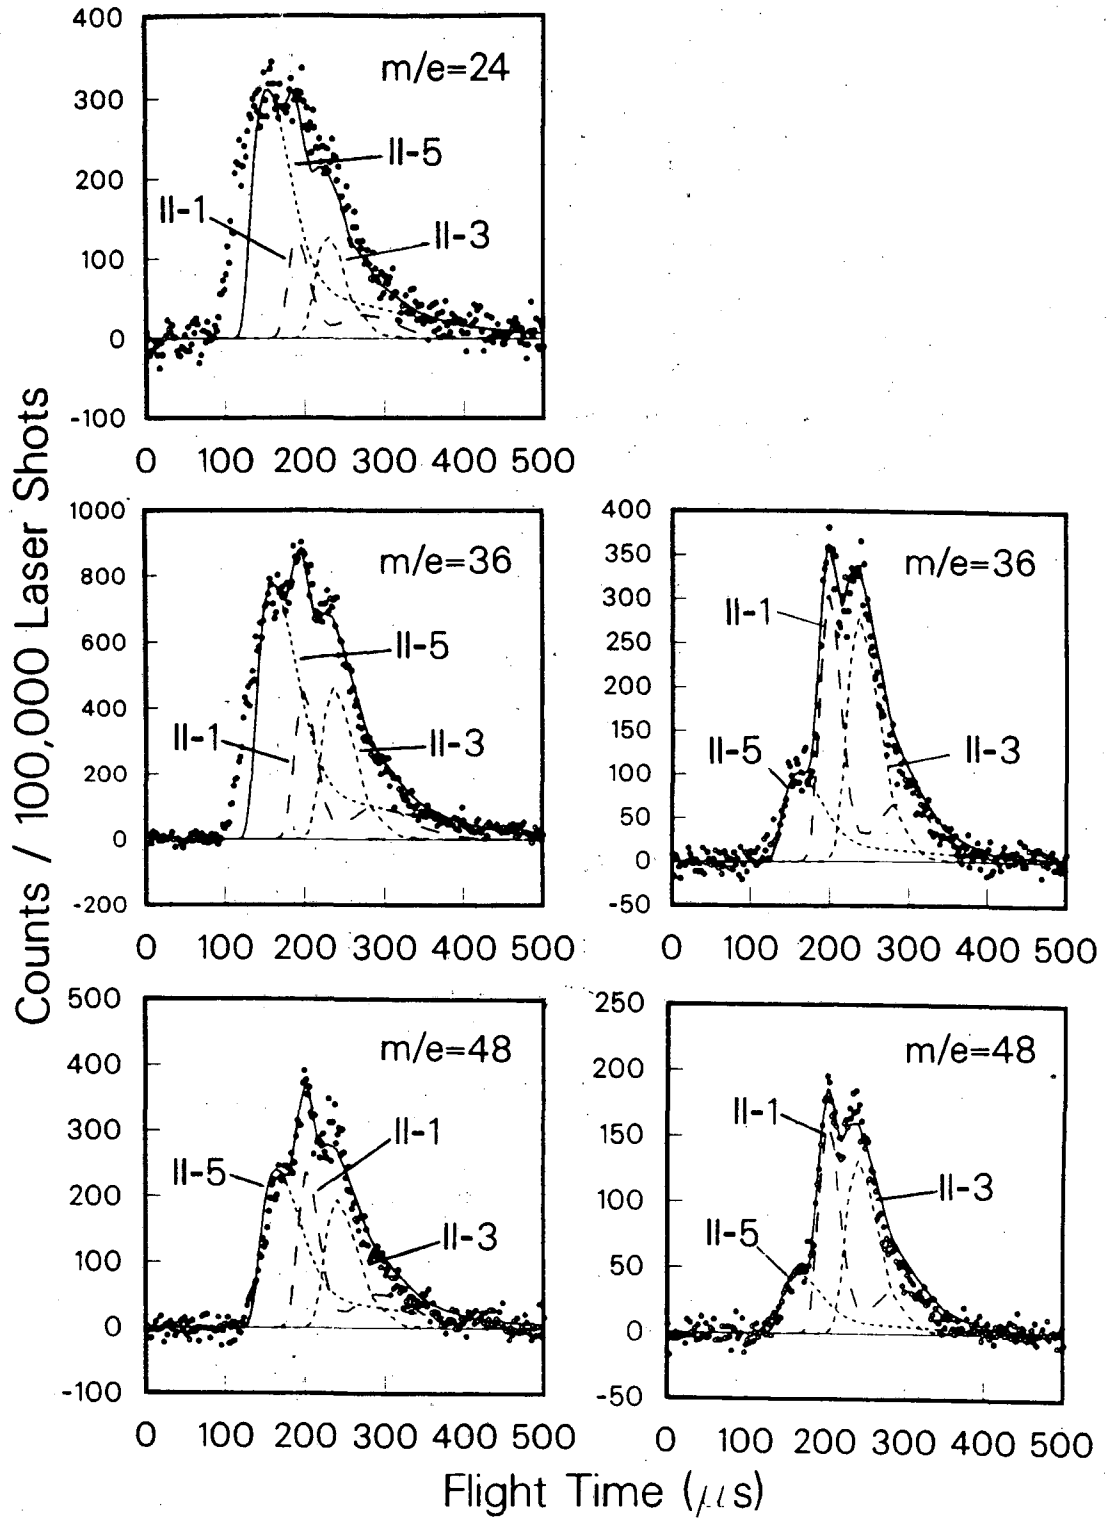 Counts / 100,000 Laser Shots
400
300
200
100
0
-100
m/e=24
II-5
II-1
II-3
0 100 200 300 400 500
1000
800
600
400
200
0
-200
m/e=36
II-5
II-1
II-3
0 100 200 300 400 500
400
350
300
250
200
150
100
50
0
-50
m/e=36
II-1
II-5
II-3
0 100 200 300 400 500
500
400
300
200
100
0
-100
m/e=48
II-1
II-5
II-3
0 100 200 300 400 500
250
200
150
100
50
0
-50
m/e=48
II-1
II-3
II-5
0 100 200 300 400 500
Flight Time (μs)